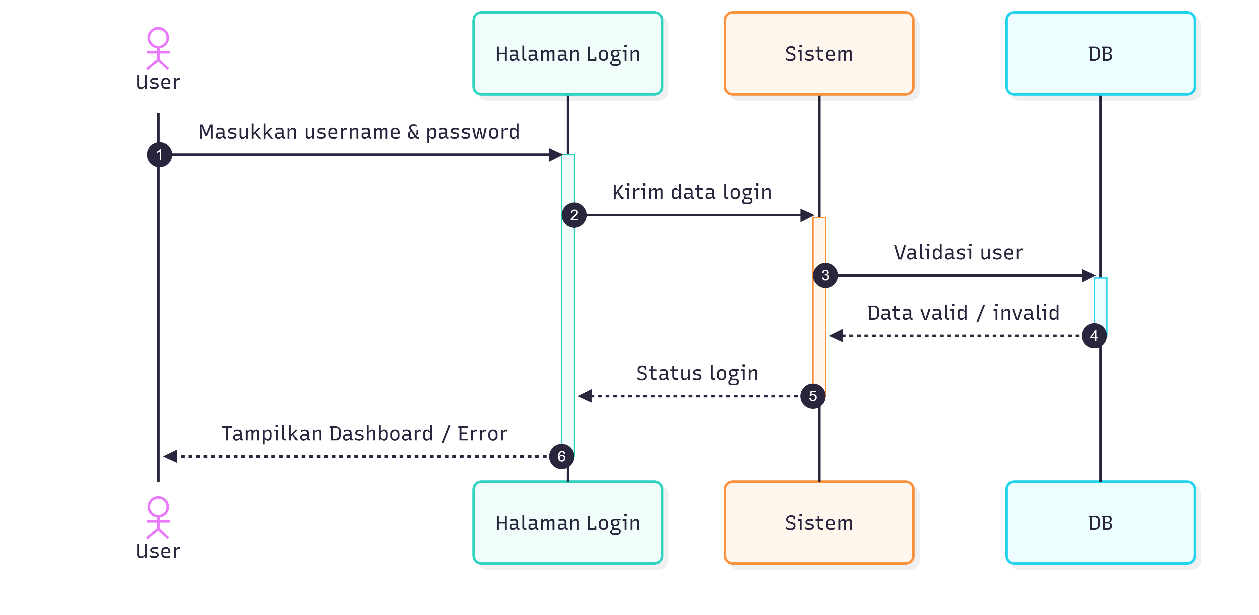 User
Halaman Login
Sistem
DB
Masukkan username & password
1
Kirim data login
2
Validasi user
3
Data valid / invalid
4
Status login
5
Tampilkan Dashboard / Error
6
User
Halaman Login
Sistem
DB